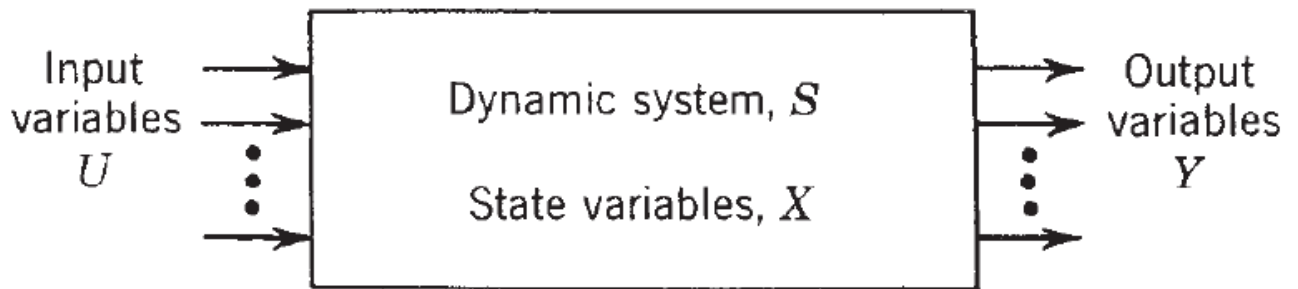 Input
variables
U
Dynamic system, S
State variables, X
Output
variables
Y